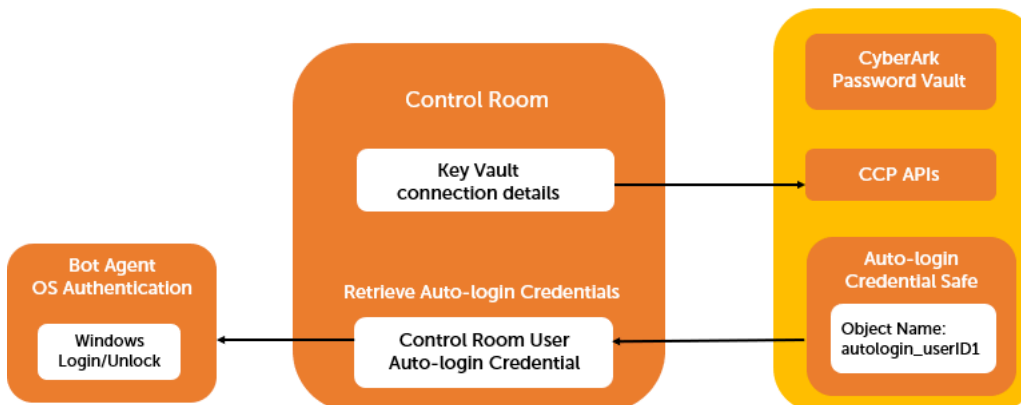 Control Room
Key Vault
connection details
Retrieve Auto-login Credentials
Control Room User
Auto-login Credential
Bot Agent
OS Authentication
Windows
Login/Unlock
CyberArk
Password Vault
CCP APIs
Auto-login
Credential Safe
Object Name:
autologin_userID1